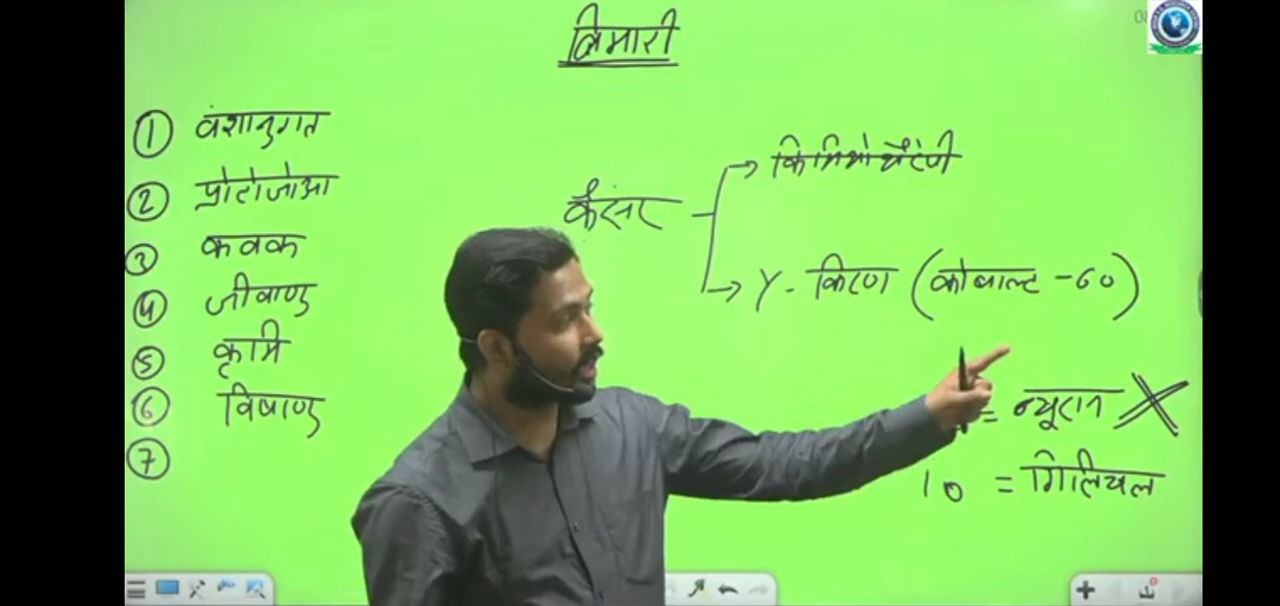 बिमारी
① वंशानुगत
② प्रोटोजोआ
③ कवक
④ जीवाणु
⑤ कृमि
⑥ विषाणु
⑦
कैंसर
→ किमियोथैरेपी
→ γ - किरण (कोबाल्ट - 60)
= न्यूरान X
10 = गिलियल